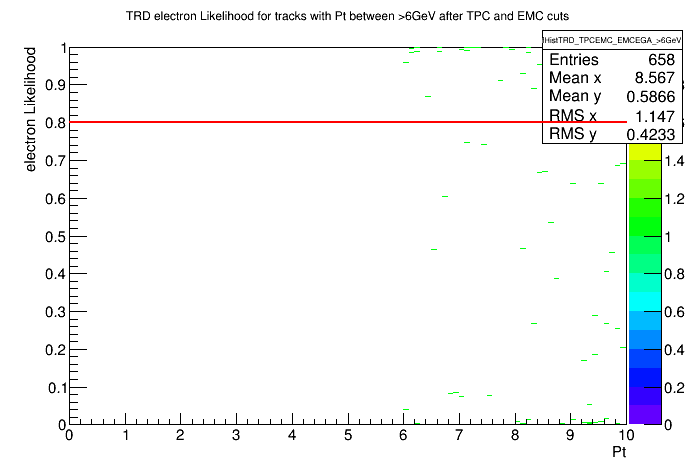 TRD electron Likelihood for tracks with Pt between >6GeV after TPC and EMC cuts
HistTRD_TPCEMC_EMCEGA_>6GeV
Entries 658
Mean x 8.567
Mean y 0.5866
RMS x 1.147
RMS y 0.4233
electron Likelihood
1
0.9
0.8
0.7
0.6
0.5
0.4
0.3
0.2
0.1
0
0 1 2 3 4 5 6 7 8 9 10
Pt
1.4
1.2
1
0.8
0.6
0.4
0.2
0